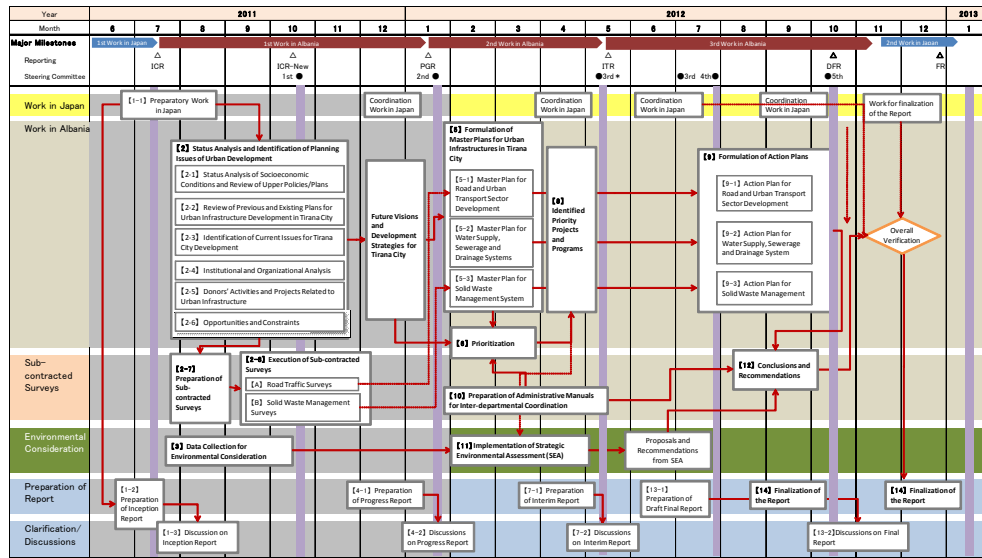 Year 2011 2012 2013
Month 6 7 8 9 10 11 12 1 2 3 4 5 6 7 8 9 10 11 12 1
Major Milestones 1st Work in Japan 1st Work in Albania 2nd Work in Albania 3rd Work in Albania 2nd Work in Japan
Reporting △ △ △ △ △ △
ICR ICR-New PGR ITR DFR FR
Steering Committee 1st ● 2nd ● ●3rd * ●3rd 4th● ●5th
Work in Japan
【1-1】 Preparatory Work
in Japan
Coordination
Work in Japan
Coordination
Work in Japan
Coordination
Work in Japan
Coordination
Work in Japan
Work for finalization
of the Report
Work in Albania
【2】 Status Analysis and Identification of Planning
Issues of Urban Development
【2-1】 Status Analysis of Socioeconomic
Conditions and Review of Upper Policies/Plans
【2-2】 Review of Previous and Existing Plans for
Urban Infrastructure Development in Tirana City
【2-3】 Identification of Current Issues for Tirana
City Development
【2-4】 Institutional and Organizational Analysis
【2-5】 Donors' Activities and Projects Related to
Urban Infrastructure
【2-6】 Opportunities and Constraints
Future Visions
and
Development
Strategies for
Tirana City
【5】 Formulation of
Master Plans for Urban
Infrastructures in Tirana
City
【5-1】 Master Plan for
Road and Urban
Transport Sector
Development
【5-2】 Master Plan for
Water Supply,
Sewerage and
Drainage Systems
【5-3】 Master Plan for
Solid Waste
Management System
【8】
Identified
Priority
Projects
and
Programs
【6】 Prioritization
【9】 Formulation of Action Plans
【9-1】 Action Plan for
Road and Urban Transport
Sector Development
【9-2】 Action Plan for
Water Supply, Sewerage
and Drainage System
【9-3】 Action Plan for
Solid Waste Management
Overall
Verification
Sub-
contracted
Surveys
【2-7】
Preparation of
Sub-
contracted
Surveys
【2-8】 Execution of Sub-contracted
Surveys
【A】 Road Traffic Surveys
【B】 Solid Waste Management
Surveys
【10】 Preparation of Administrative Manuals
for Inter-departmental Coordination
【12】 Conclusions and
Recommendations
Environmental
Consideration
【3】 Data Collection for
Environmental Consideration
【11】 Implementation of Strategic
Environmental Assessment (SEA)
Proposals and
Recommendations
from SEA
Preparation of
Report
【1-2】
Preparation
of Inception
Report
【4-1】 Preparation
of Progress Report
【7-1】 Preparation
of Interim Report
【13-1】
Preparation of
Draft Final Report
【14】 Finalization of
the Report
【14】 Finalization of
the Report
Clarification/
Discussions
【1-3】 Discussion on
Inception Report
【4-2】 Discussions
on Progress Report
【7-2】 Discussions
on Interim Report
【13-2】 Discussions on Final
Report